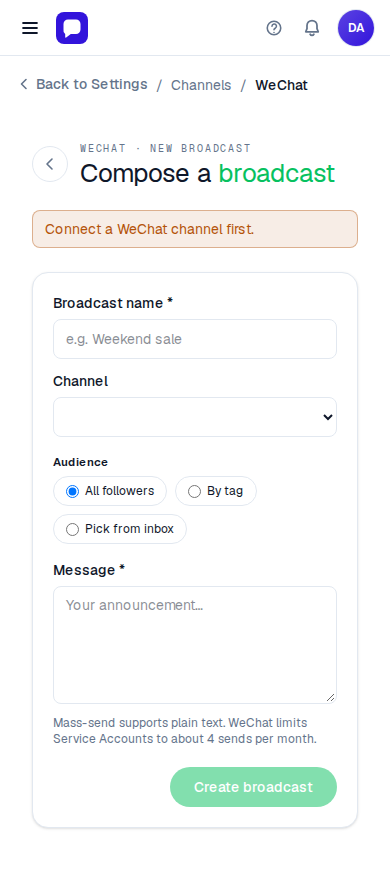 DA
Back to Settings / Channels / WeChat
WECHAT · NEW BROADCAST
Compose a broadcast
Connect a WeChat channel first.
Broadcast name *
e.g. Weekend sale
Channel
Audience
All followers
By tag
Pick from inbox
Message *
Your announcement...
Mass-send supports plain text. WeChat limits
Service Accounts to about 4 sends per month.
Create broadcast